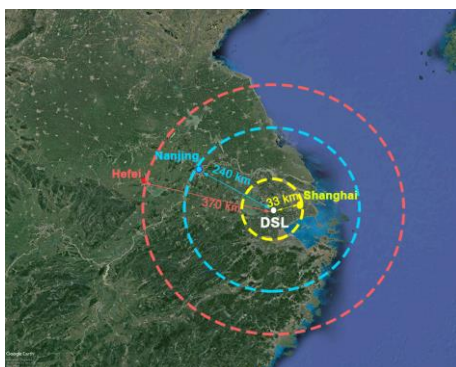 Nanjing
240 km
Hefei
370 km
33 km
Shanghai
DSL
Google Earth